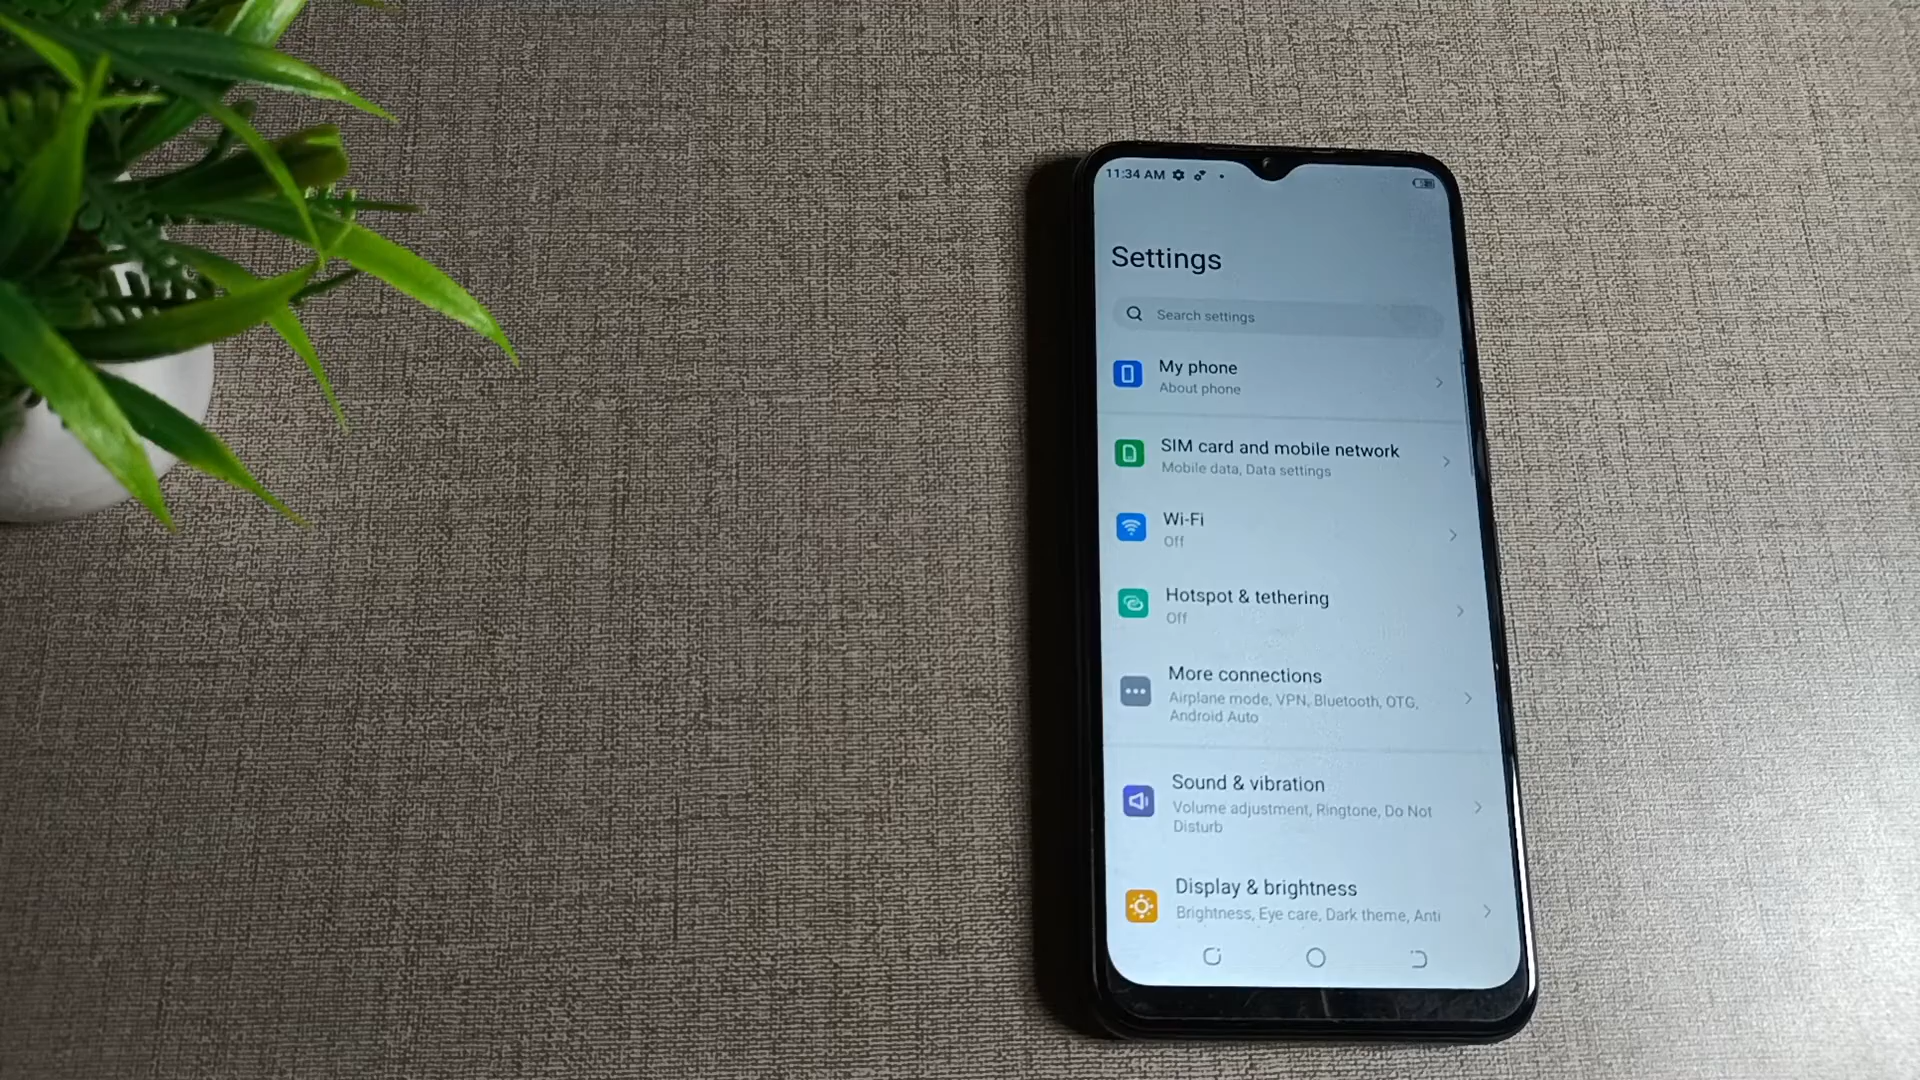 11:34 AM
Settings
Search settings
My phone
About phone
SIM card and mobile network
Mobile data, Data settings
Wi-Fi
Off
Hotspot & tethering
Off
More connections
Airplane mode, VPN, Bluetooth, OTG,
Android Auto
Sound & vibration
Volume adjustment, Ringtone, Do Not
Disturb
Display & brightness
Brightness, Eye care, Dark theme, Anti